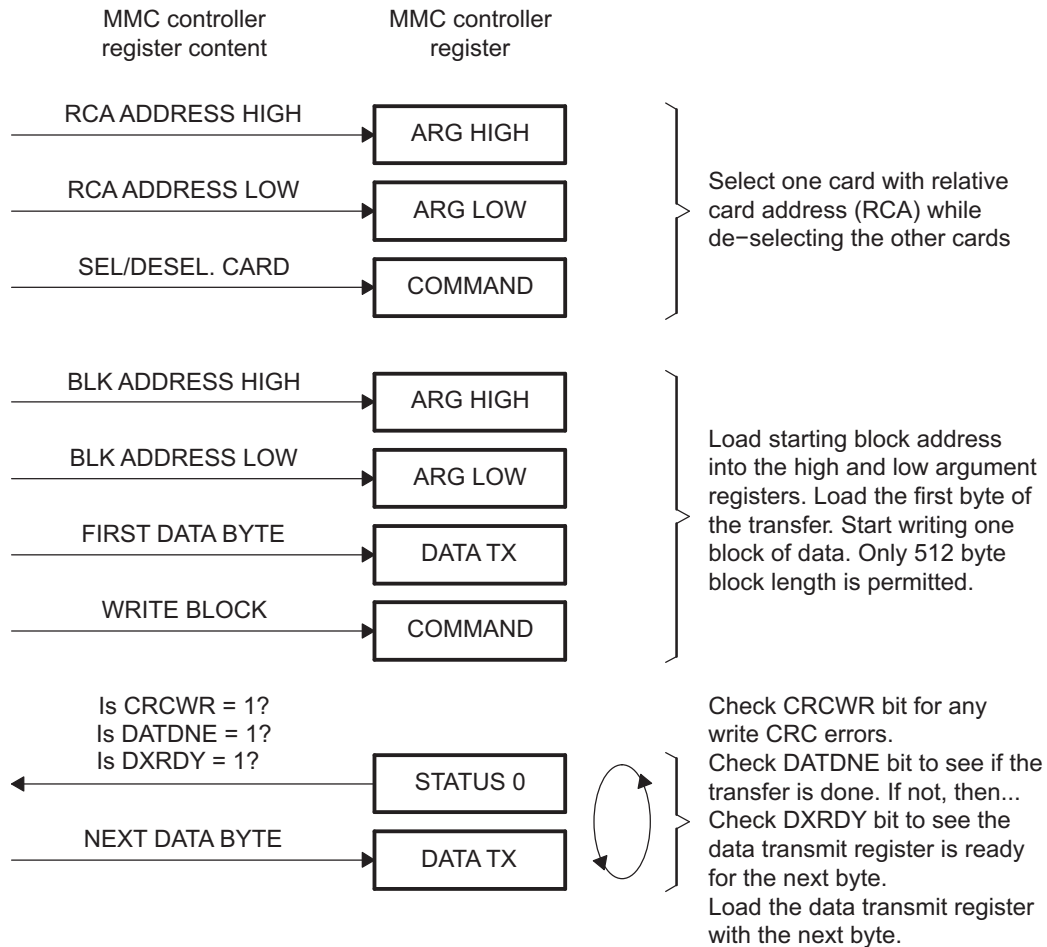 MMC controller
register content
MMC controller
register
RCA ADDRESS HIGH
ARG HIGH
RCA ADDRESS LOW
ARG LOW
SEL/DESEL. CARD
COMMAND
Select one card with relative
card address (RCA) while
de−selecting the other cards
BLK ADDRESS HIGH
ARG HIGH
BLK ADDRESS LOW
ARG LOW
FIRST DATA BYTE
DATA TX
WRITE BLOCK
COMMAND
Load starting block address
into the high and low argument
registers. Load the first byte of
the transfer. Start writing one
block of data. Only 512 byte
block length is permitted.
Is CRCWR = 1?
Is DATDNE = 1?
Is DXRDY = 1?
STATUS 0
NEXT DATA BYTE
DATA TX
Check CRCWR bit for any
write CRC errors.
Check DATDNE bit to see if the
transfer is done. If not, then...
Check DXRDY bit to see the
data transmit register is ready
for the next byte.
Load the data transmit register
with the next byte.